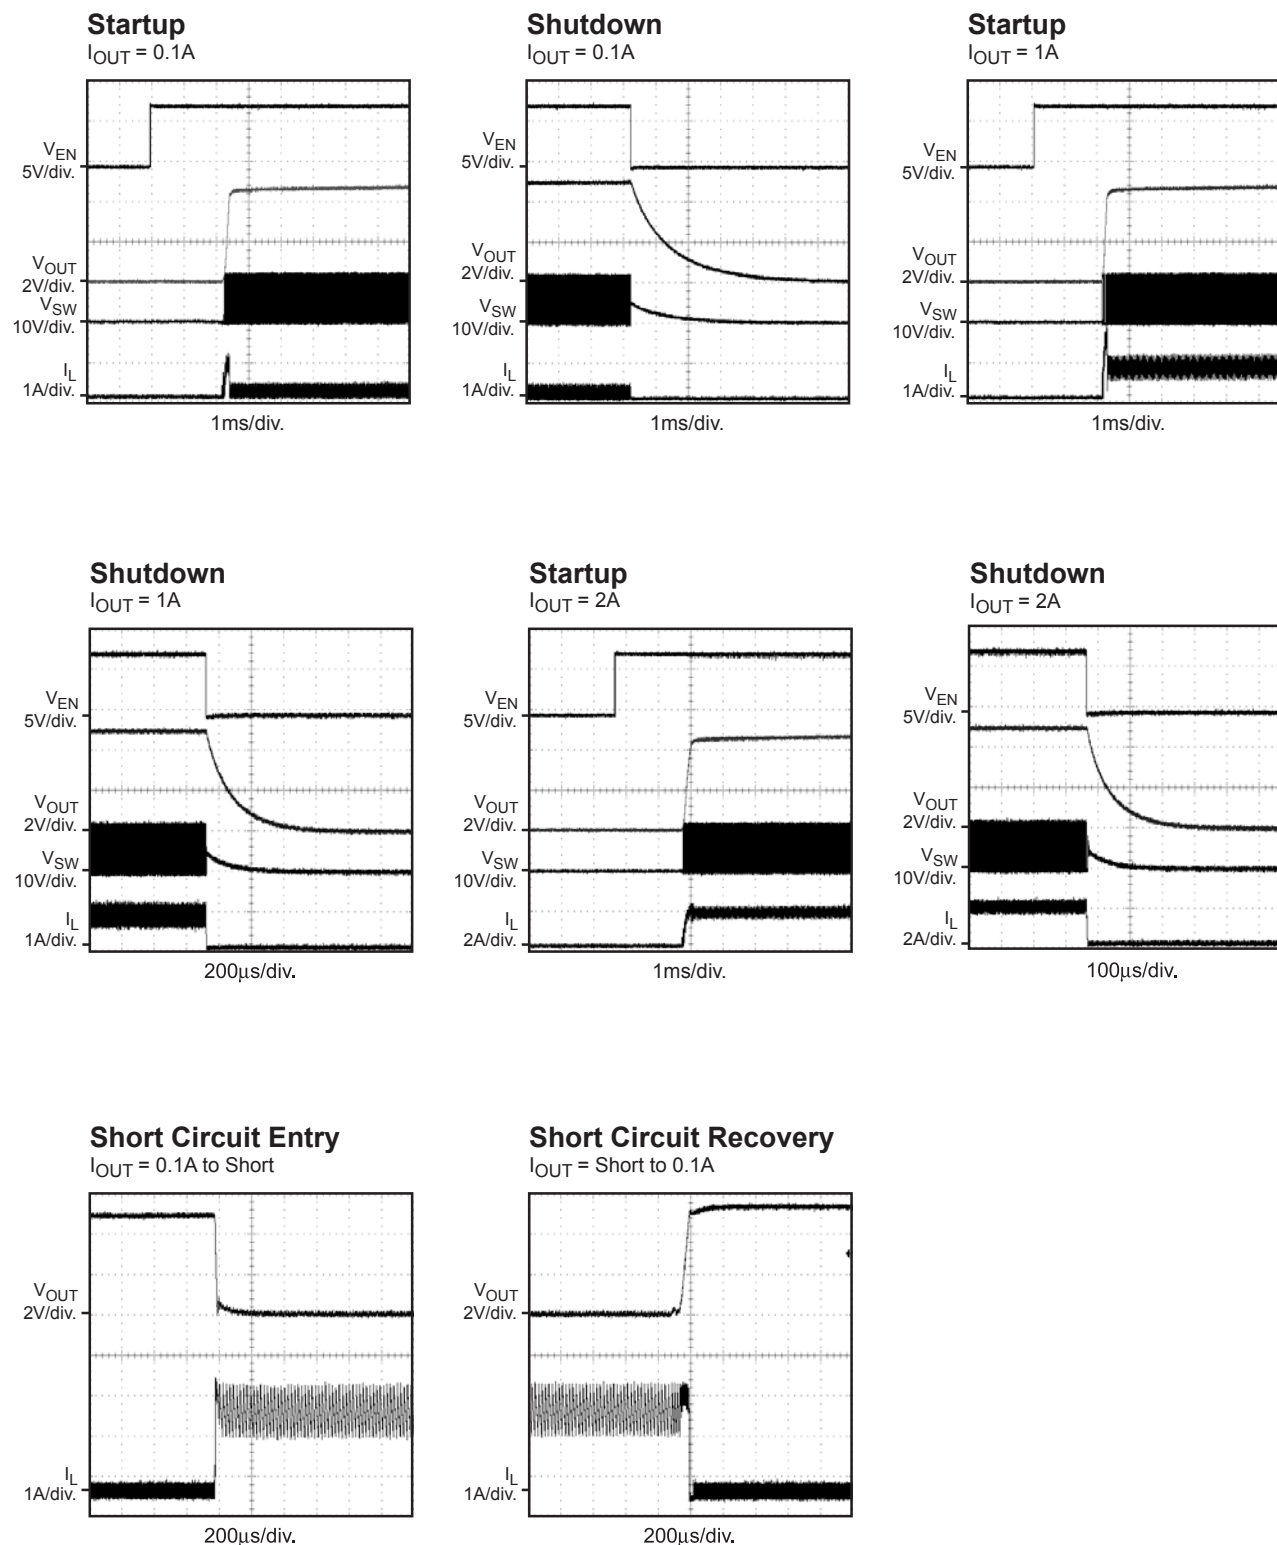 Startup
IOUT = 0.1A
VEN
5V/div.
VOUT
2V/div.
VSW
10V/div.
IL
1A/div.
1ms/div.
Shutdown
IOUT = 0.1A
VEN
5V/div.
VOUT
2V/div.
VSW
10V/div.
IL
1A/div.
1ms/div.
Startup
IOUT = 1A
VEN
5V/div.
VOUT
2V/div.
VSW
10V/div.
IL
1A/div.
1ms/div.
Shutdown
IOUT = 1A
VEN
5V/div.
VOUT
2V/div.
VSW
10V/div.
IL
1A/div.
200µs/div.
Startup
IOUT = 2A
VEN
5V/div.
VOUT
2V/div.
VSW
10V/div.
IL
2A/div.
1ms/div.
Shutdown
IOUT = 2A
VEN
5V/div.
VOUT
2V/div.
VSW
10V/div.
IL
2A/div.
100µs/div.
Short Circuit Entry
IOUT = 0.1A to Short
VOUT
2V/div.
IL
1A/div.
200µs/div.
Short Circuit Recovery
IOUT = Short to 0.1A
VOUT
2V/div.
IL
1A/div.
200µs/div.